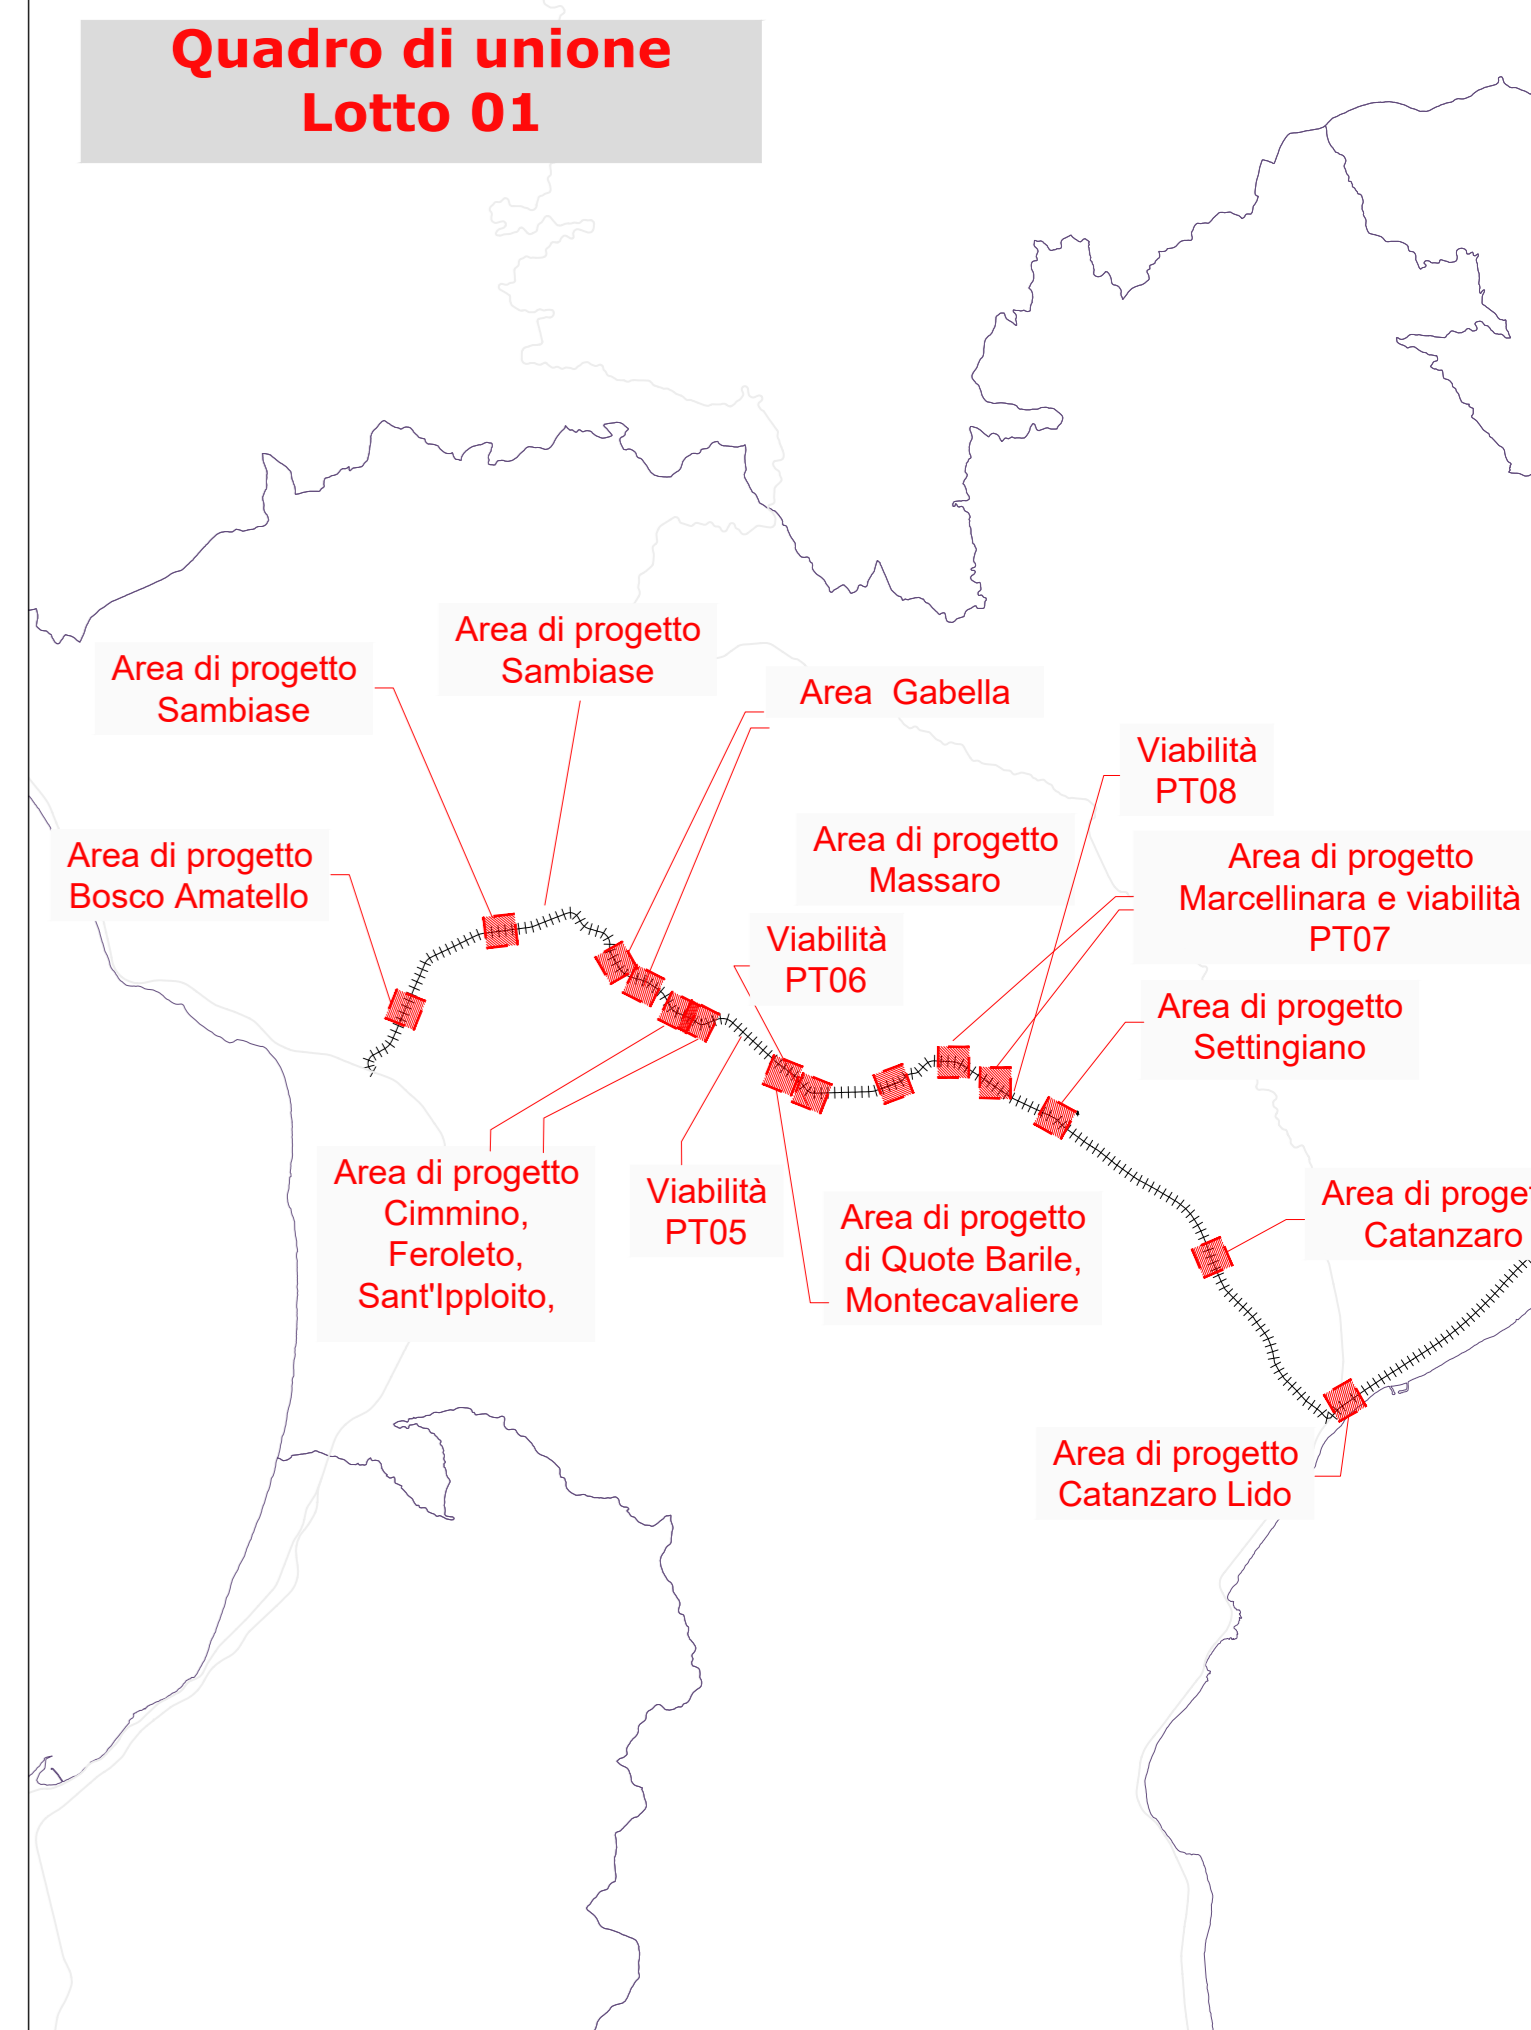 Quadro di unione
Lotto 01
Area di progetto
Sambiase
Area di progetto
Sambiase
Area Gabella
Viabilità
PT08
Area di progetto
Bosco Amatello
Area di progetto
Massaro
Area di progetto
Marcellinara e viabilità
PT07
Viabilità
PT06
Area di progetto
Settingiano
Area di progetto
Cimmino,
Feroleto,
Sant'Ipploito,
Viabilità
PT05
Area di progetto
di Quote Barile,
Montecavaliere
Area di proge
Catanzaro
Area di progetto
Catanzaro Lido